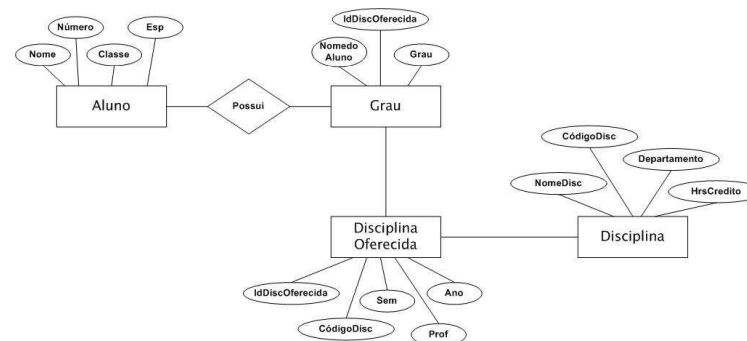 IdDiscOferecida
Número
Esp
Nome
Classe
Nomedo
Aluno
Grau
Aluno
Possui
Grau
CódigoDisc
Departamento
NomeDisc
HrsCredito
Disciplina
Oferecida
Disciplina
IdDiscOferecida
Sem
Ano
CódigoDisc
Prof